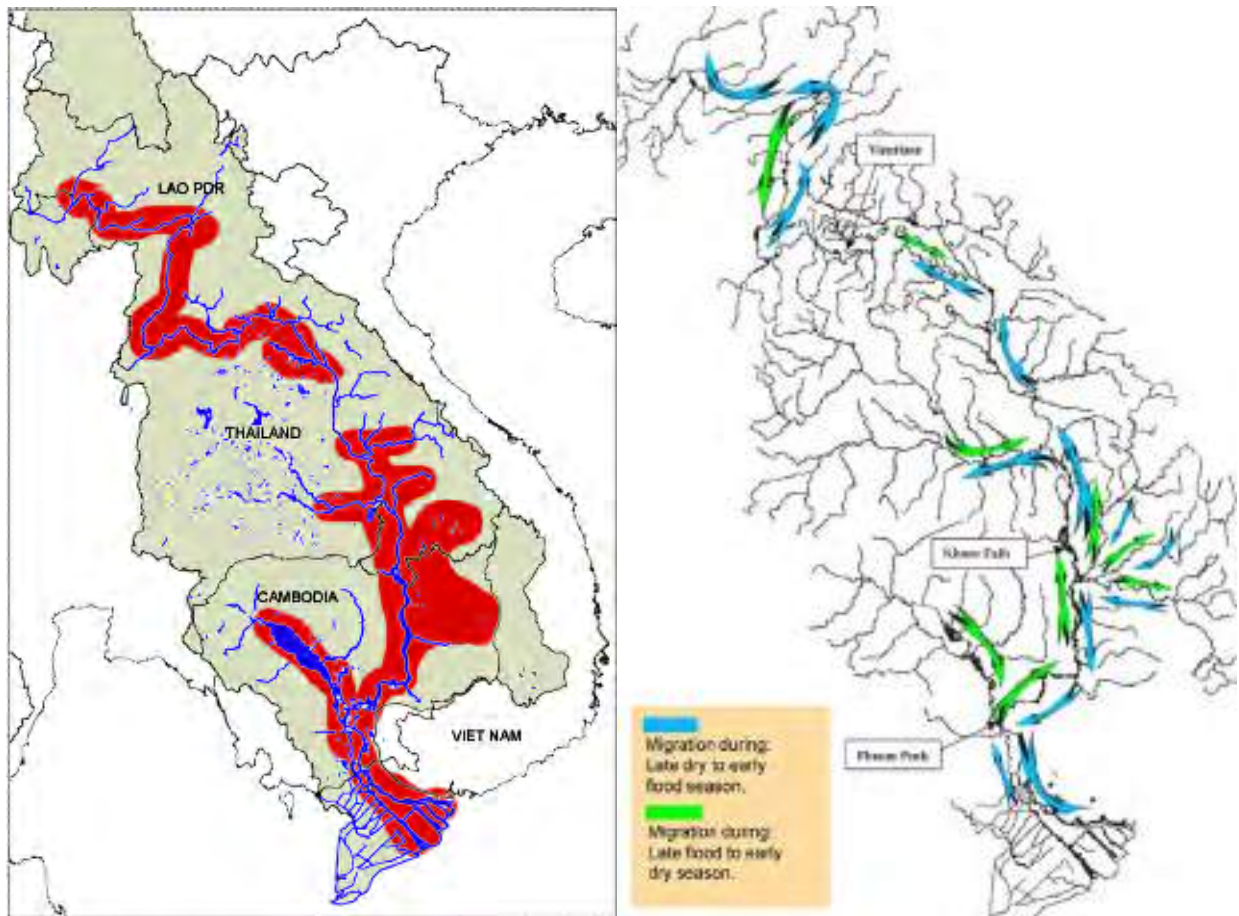 LAO PDR
THAILAND
CAMBODIA
VIET NAM
Vientiane
Khone Falls
Phnom Penh
Migration during:
Late dry to early
flood season.
Migration during:
Late flood to early
dry season.